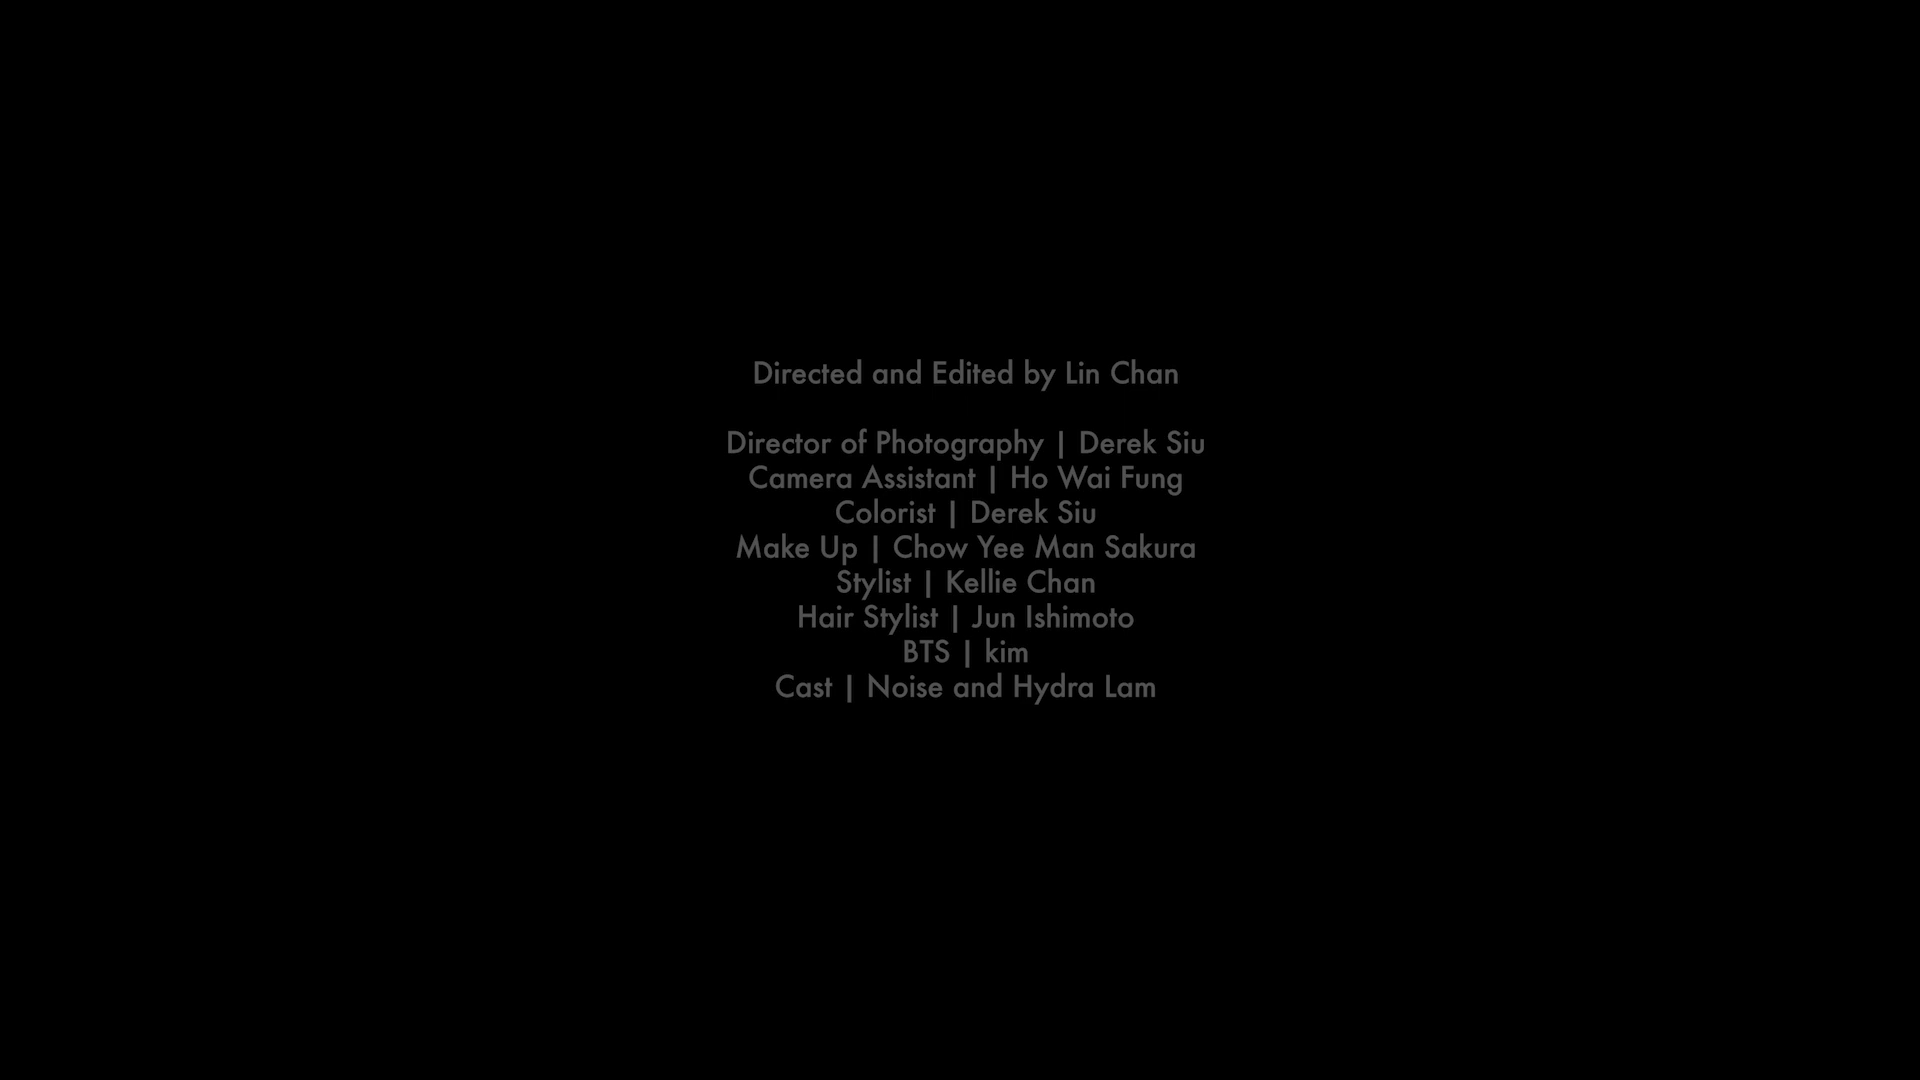 Directed and Edited by Lin Chan
Director of Photography | Derek Siu
Camera Assistant | Ho Wai Fung
Colorist | Derek Siu
Make Up | Chow Yee Man Sakura
Stylist | Kellie Chan
Hair Stylist | Jun Ishimoto
BTS | kim
Cast | Noise and Hydra Lam